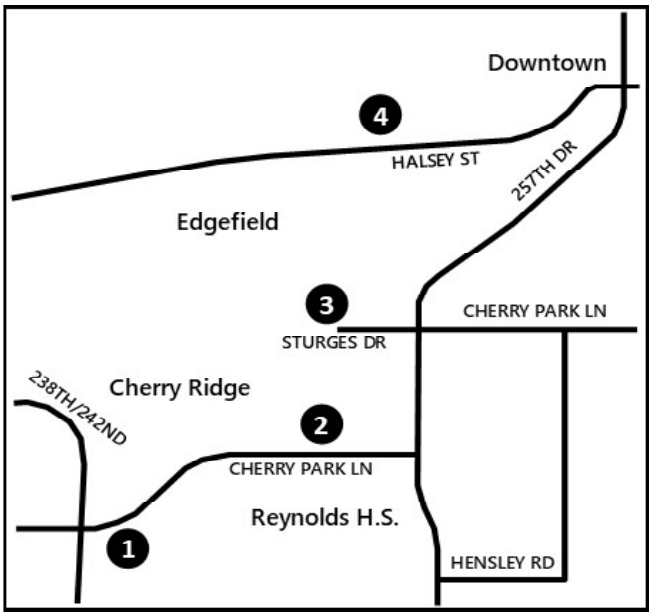 Downtown
4
HALSEY ST
257TH DR
Edgefield
3
CHERRY PARK LN
STURGES DR
238TH/242ND
Cherry Ridge
2
CHERRY PARK LN
Reynolds H.S.
1
HENSLEY RD